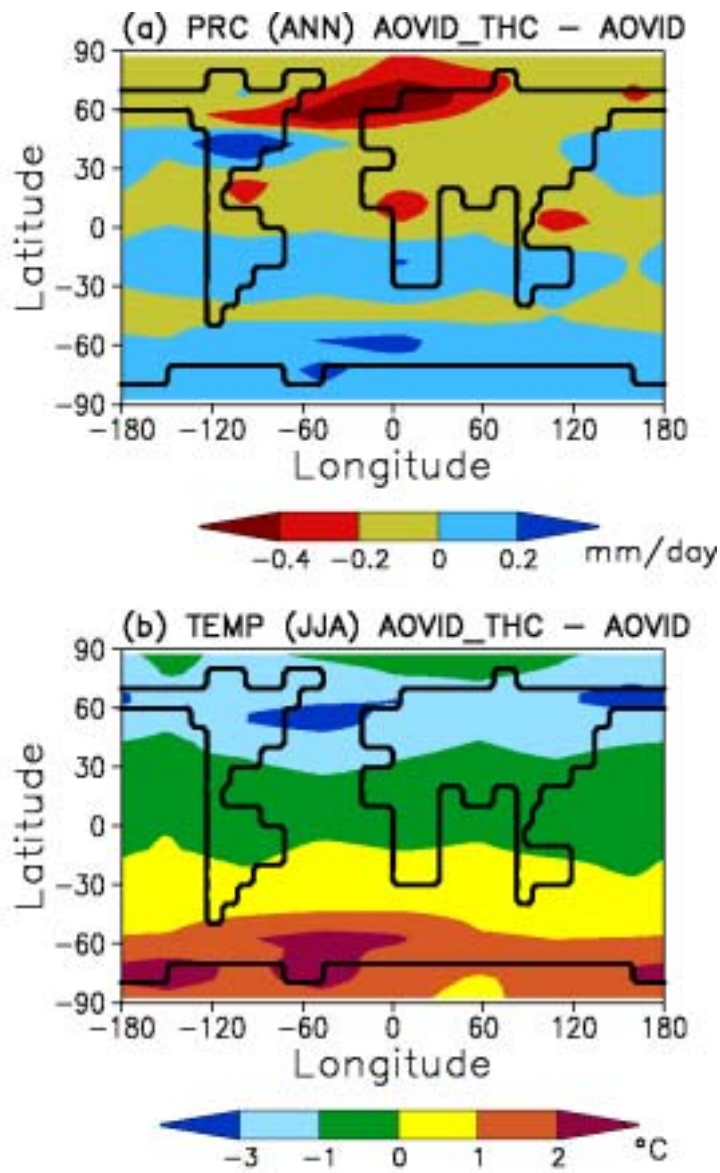 (a) PRC (ANN) AOVID_THC − AOVID
90
60
30
0
−30
−60
−90
Latitude
−180 −120 −60 0 60 120 180
Longitude
−0.4 −0.2 0 0.2 mm/day
(b) TEMP (JJA) AOVID_THC − AOVID
90
60
30
0
−30
−60
−90
Latitude
−180 −120 −60 0 60 120 180
Longitude
−3 −1 0 1 2 °C